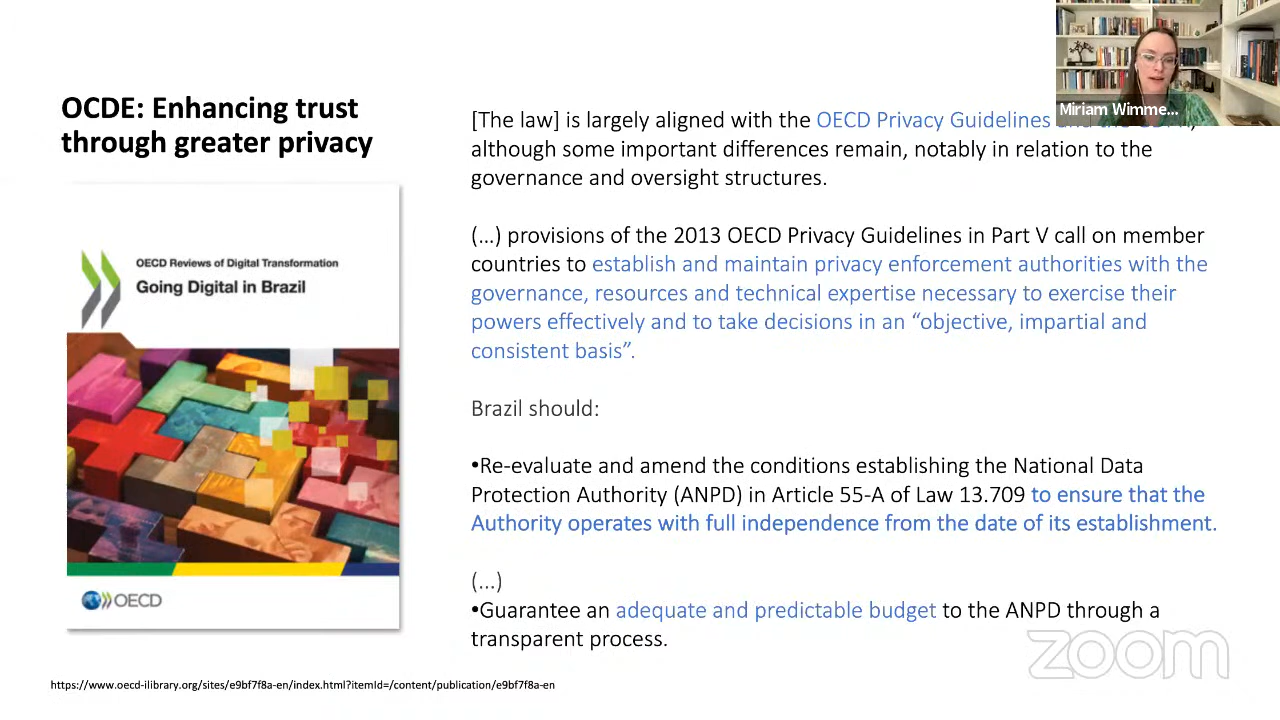 OCDE: Enhancing trust
through greater privacy
OECD Reviews of Digital Transformation
Going Digital in Brazil
OECD
https://www.oecd-ilibrary.org/sites/e9bf7f8a-en/index.html?itemId=/content/publication/e9bf7f8a-en
[The law] is largely aligned with the OECD Privacy Guidelines
although some important differences remain, notably in relation to the
governance and oversight structures.
(...) provisions of the 2013 OECD Privacy Guidelines in Part V call on member
countries to establish and maintain privacy enforcement authorities with the
governance, resources and technical expertise necessary to exercise their
powers effectively and to take decisions in an “objective, impartial and
consistent basis”.
Brazil should:
•Re-evaluate and amend the conditions establishing the National Data
Protection Authority (ANPD) in Article 55-A of Law 13.709 to ensure that the
Authority operates with full independence from the date of its establishment.
(...)
•Guarantee an adequate and predictable budget to the ANPD through a
transparent process.
Miriam Wimme...
zoom